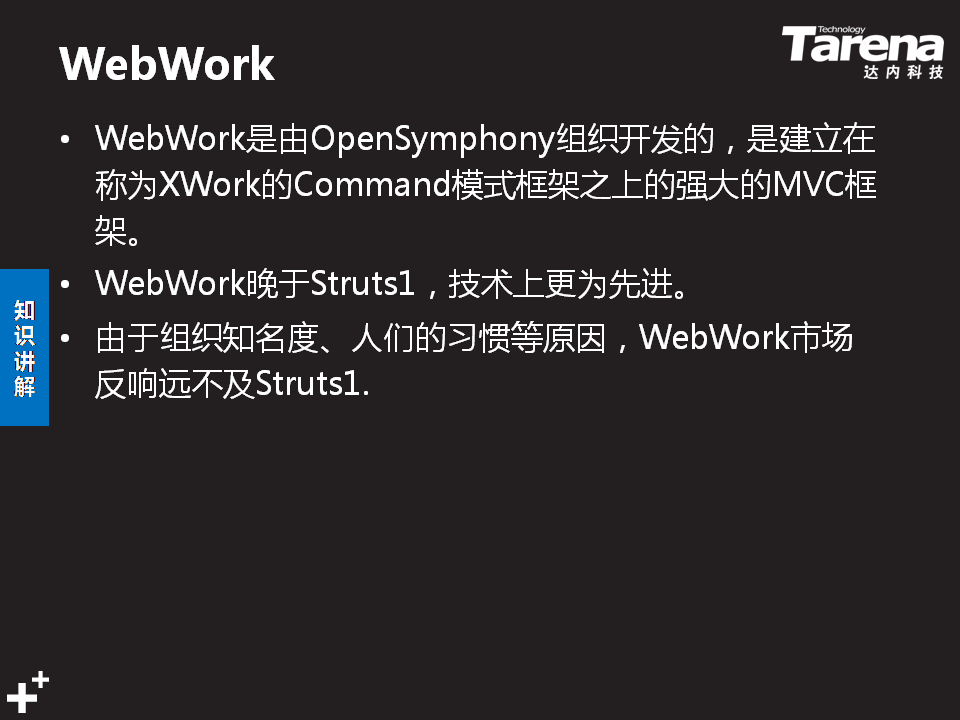 WebWork
Technology
Tarena
达内科技
• WebWork是由OpenSymphony组织开发的，是建立在
称为XWork的Command模式框架之上的强大的MVC框
架。
• WebWork晚于Struts1，技术上更为先进。
• 由于组织知名度、人们的习惯等原因，WebWork市场
反响远不及Struts1.
知
识
讲
解